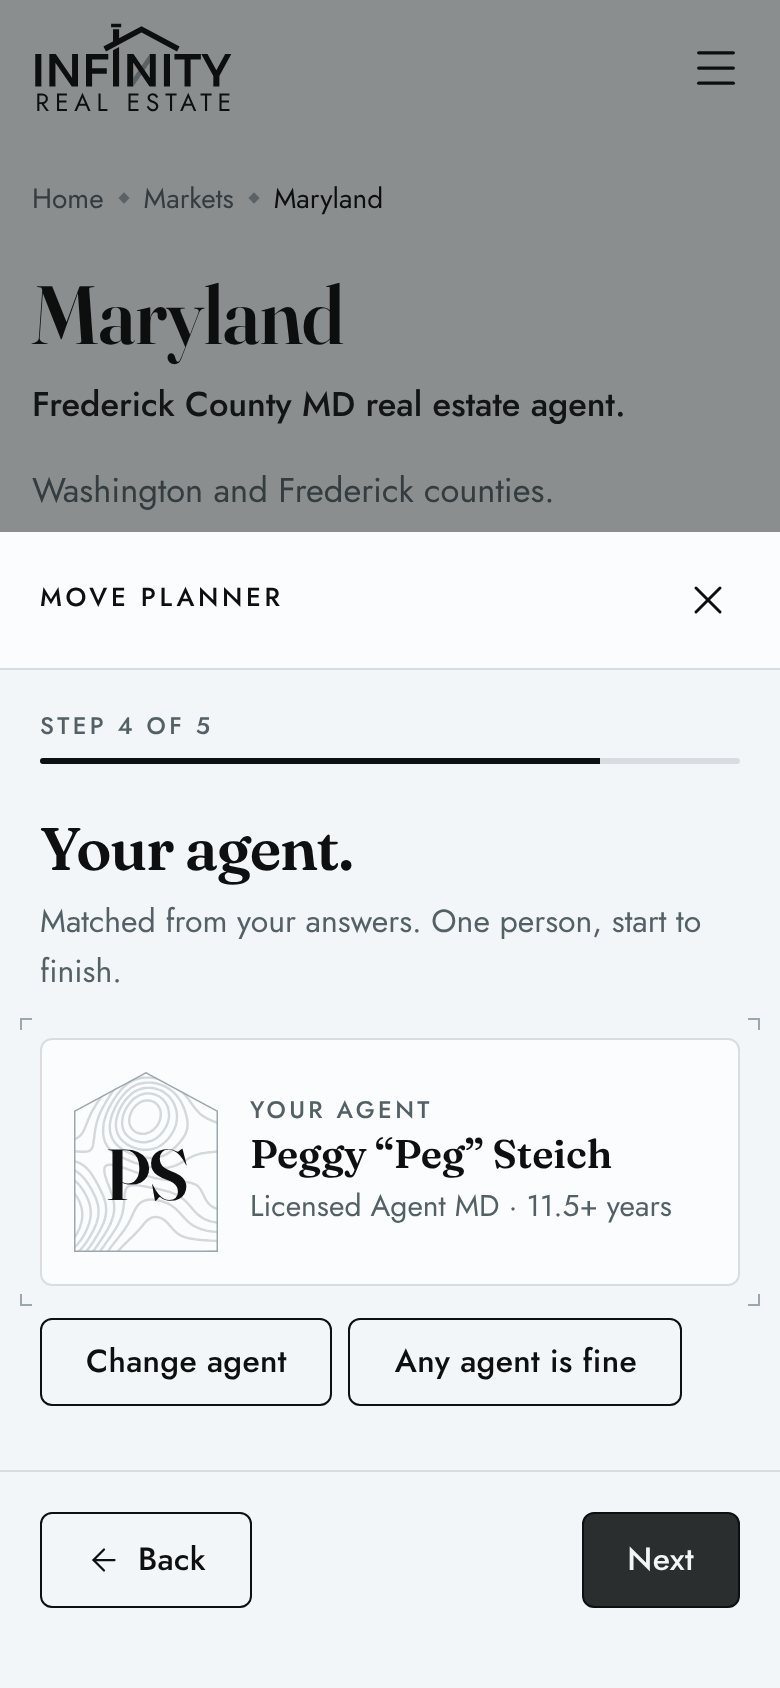 INFINITY
REAL ESTATE
Home ◆ Markets ◆ Maryland
Maryland
Frederick County MD real estate agent.
Washington and Frederick counties.
MOVE PLANNER
STEP 4 OF 5
Your agent.
Matched from your answers. One person, start to
finish.
PS
YOUR AGENT
Peggy “Peg” Steich
Licensed Agent MD · 11.5+ years
Change agent
Any agent is fine
← Back
Next